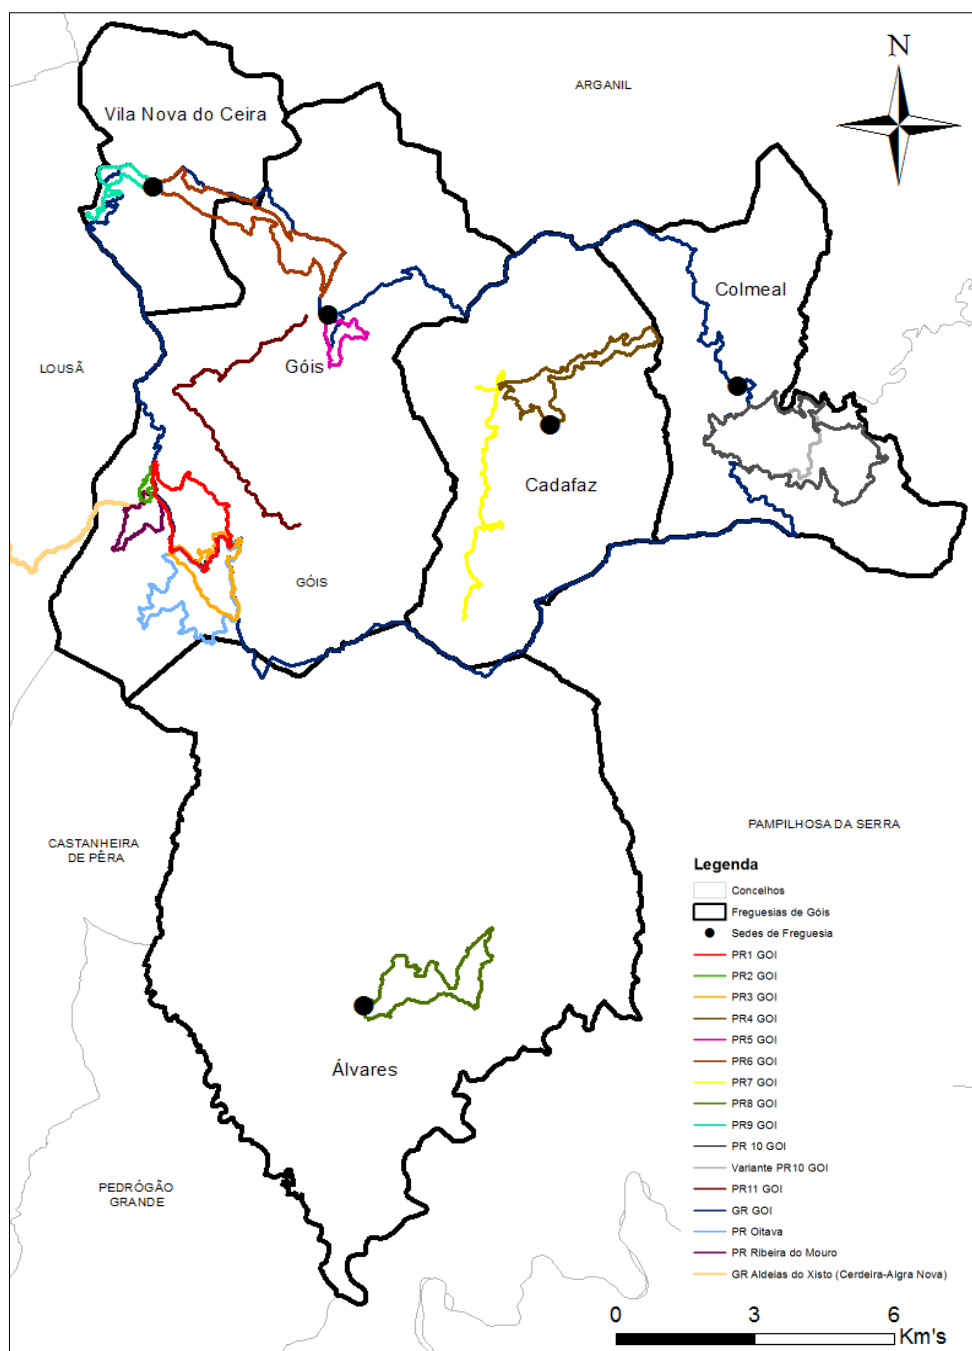 N
ARGANIL
Vila Nova do Ceira
Colmeal
LOUSÃ
Góis
Cadafaz
GÓIS
CASTANHEIRA
DE PÊRA
PAMPILHOSA DA SERRA
Legenda
Concelhos
Freguesias de Góis
Sedes de Freguesia
PR1 GOI
PR2 GOI
PR3 GOI
PR4 GOI
PR5 GOI
PR6 GOI
PR7 GOI
PR8 GOI
PR9 GOI
PR 10 GOI
Variante PR10 GOI
PR11 GOI
GR GOI
PR Oitava
PR Ribeira do Mouro
GR Aldeias do Xisto (Cerdeira-Aigra Nova)
Álvares
PEDRÓGÃO
GRANDE
0 3 6
Km's